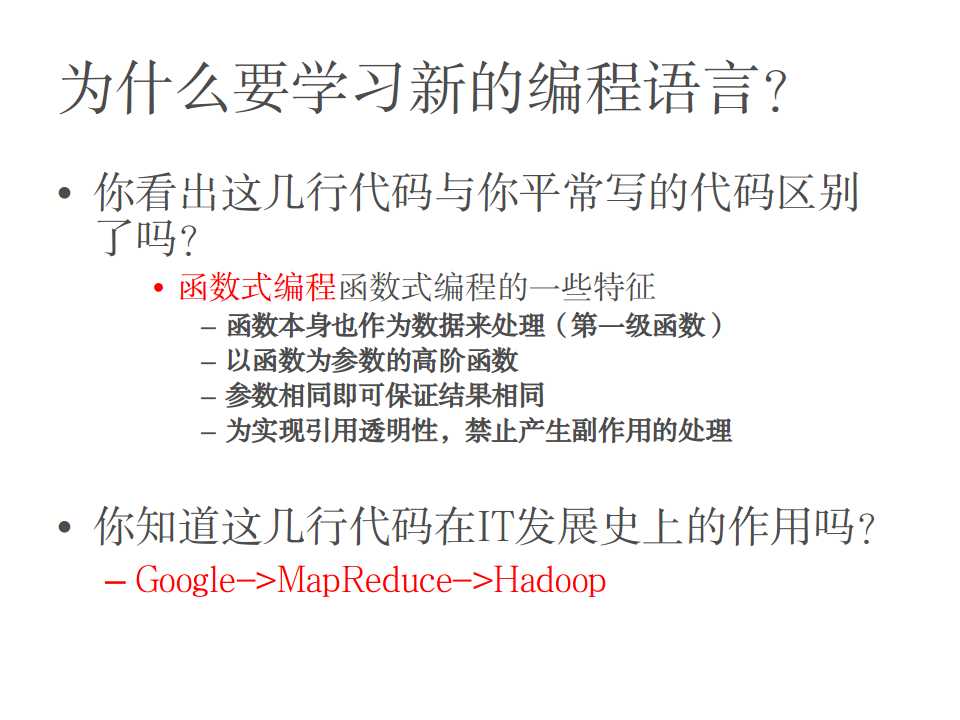 为什么要学习新的编程语言?
• 你看出这几行代码与你平常写的代码区别
了吗?
• 函数式编程函数式编程的一些特征
– 函数本身也作为数据来处理（第一级函数）
– 以函数为参数的高阶函数
– 参数相同即可保证结果相同
– 为实现引用透明性，禁止产生副作用的处理
• 你知道这几行代码在IT发展史上的作用吗?
– Google->MapReduce->Hadoop